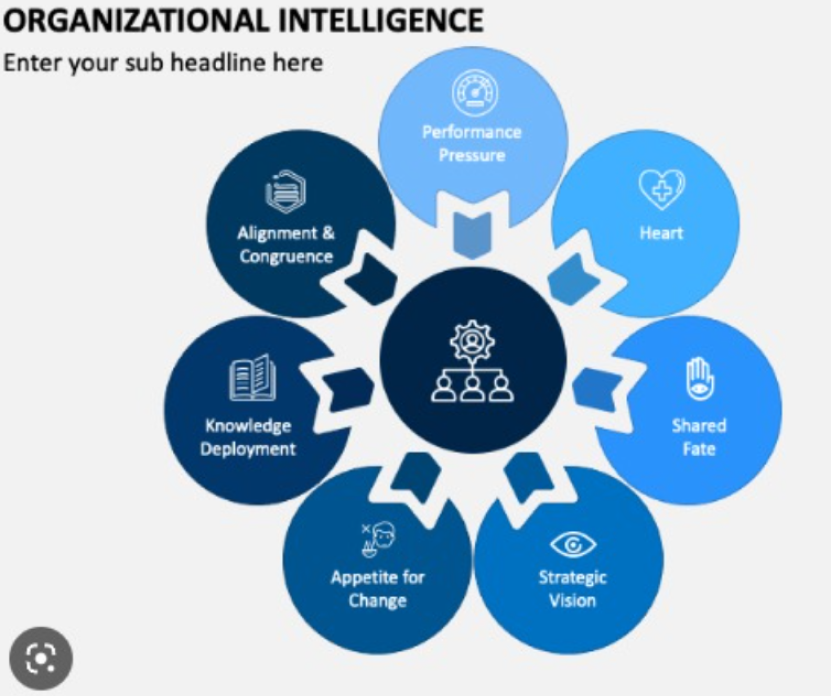 ORGANIZATIONAL INTELLIGENCE
Enter your sub headline here
Performance
Pressure
Heart
Shared
Fate
Strategic
Vision
Appetite for
Change
Knowledge
Deployment
Alignment &
Congruence